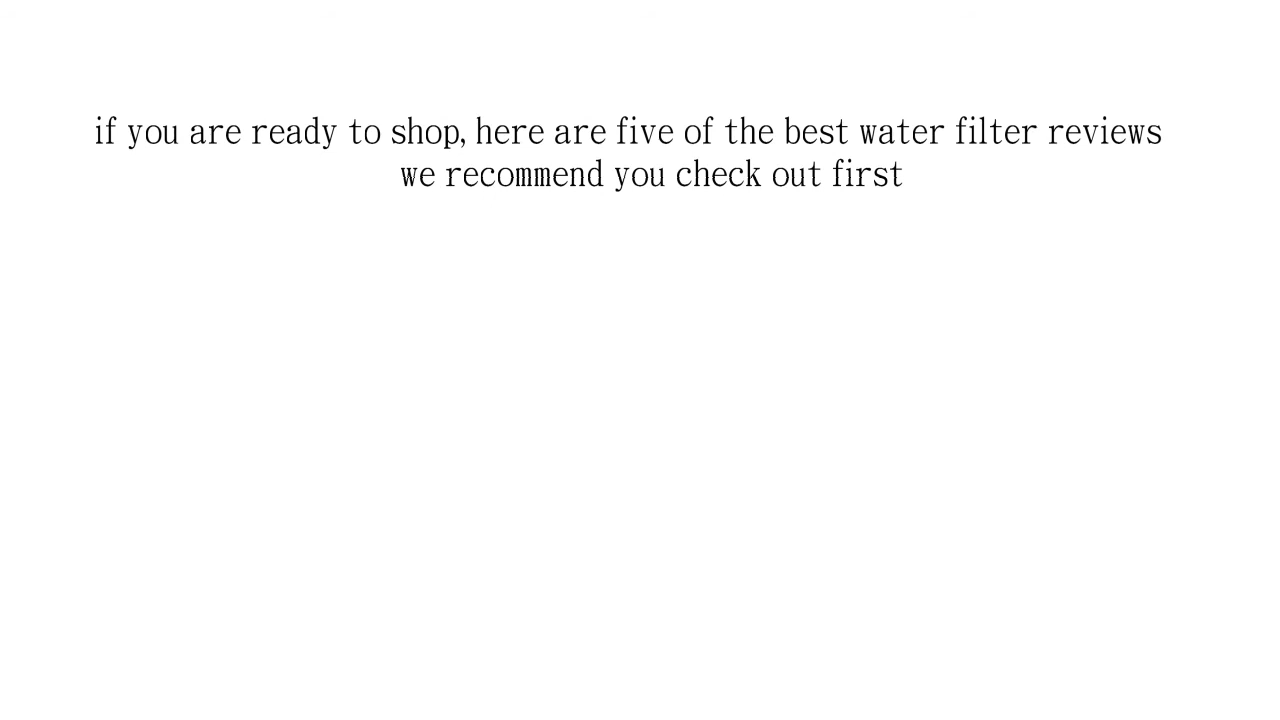 if you are ready to shop, here are five of the best water filter reviews
we recommend you check out first